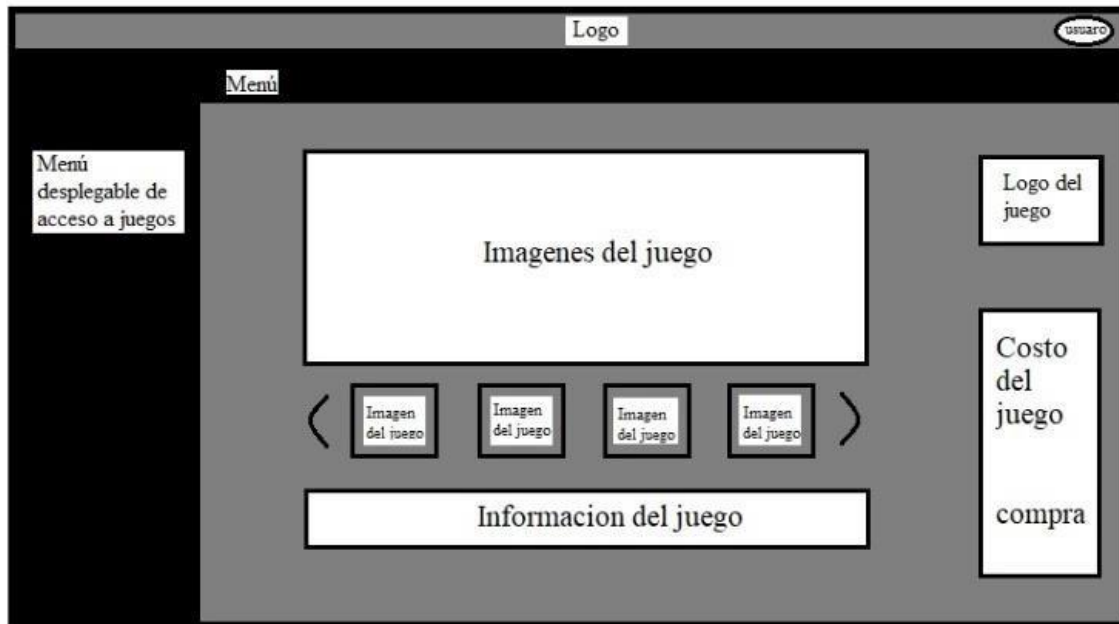 Logo
usuaro
Menú
Menú
desplegable de
acceso a juegos
Imagenes del juego
Logo del
juego
Imagen
del juego
Imagen
del juego
Imagen
del juego
Imagen
del juego
Costo
del
juego
compra
Informacion del juego